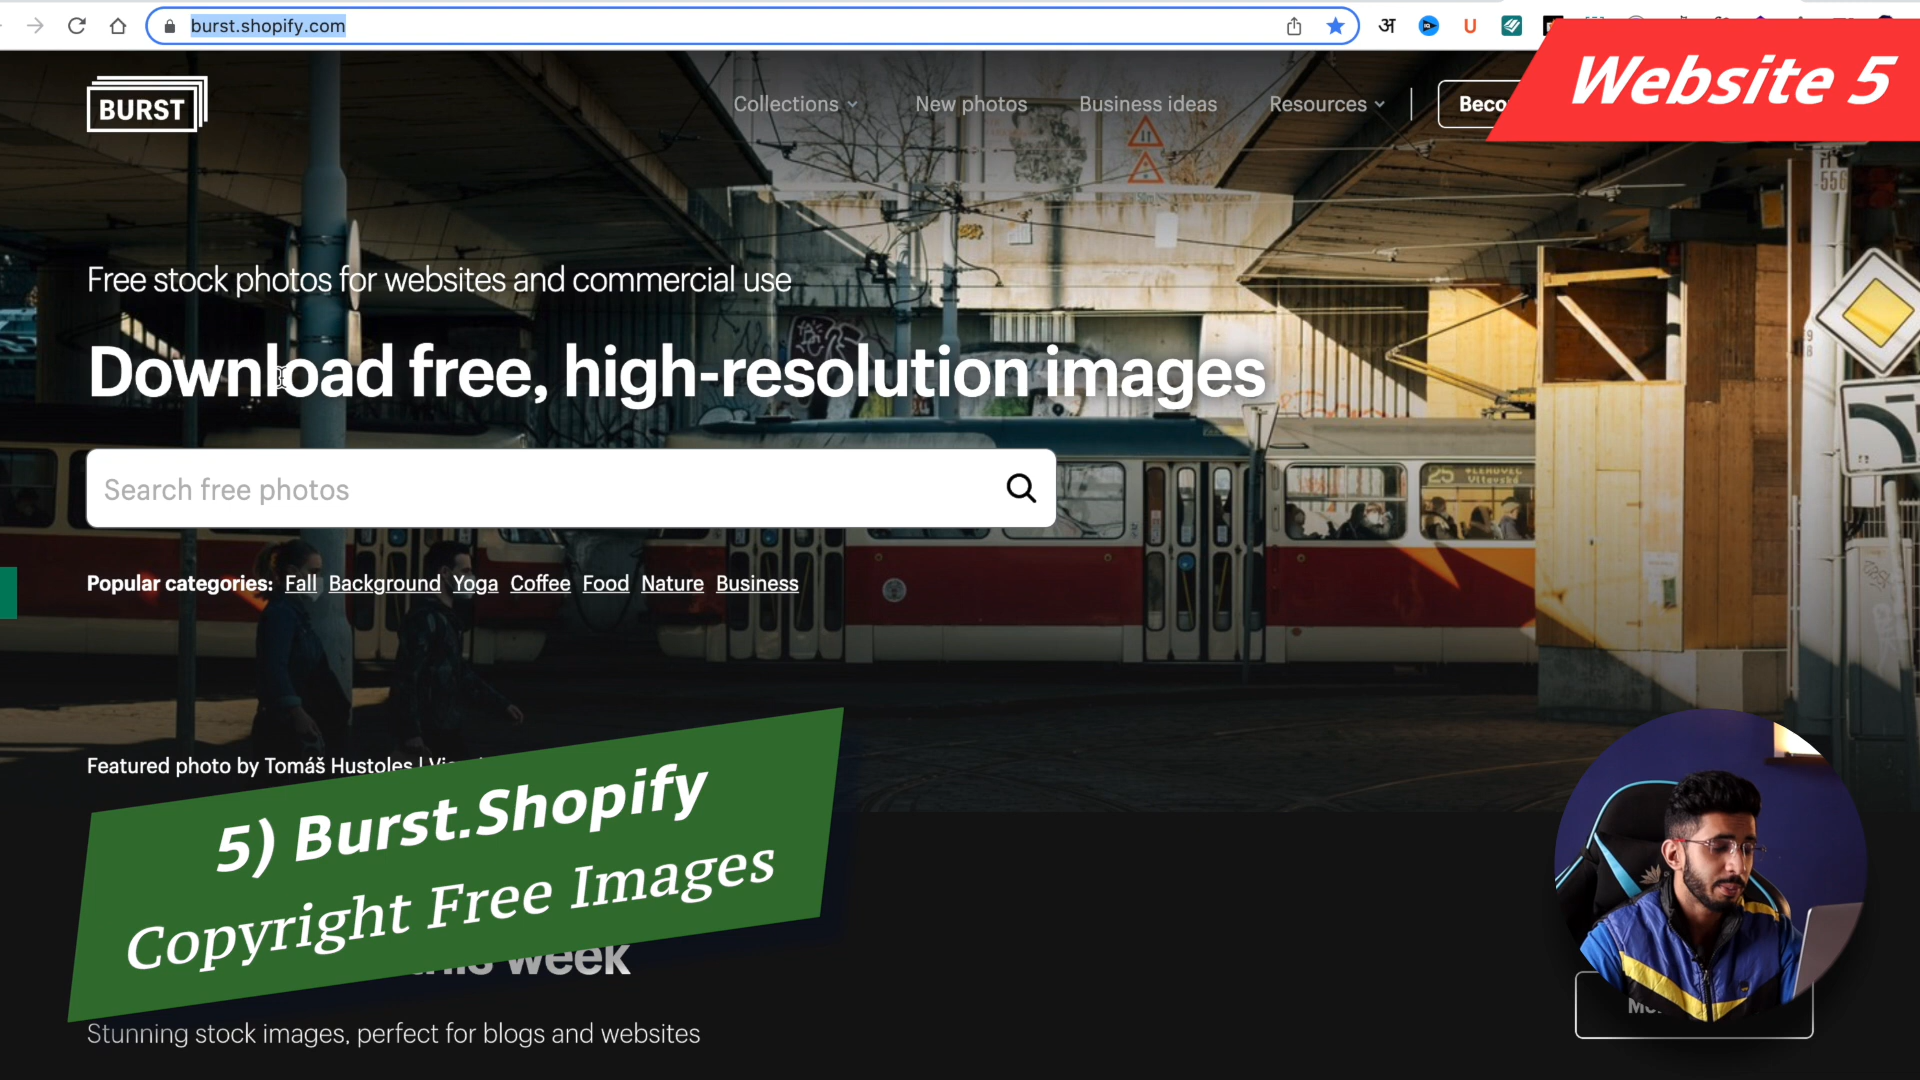 burst.shopify.com
अ
U
Website 5
BURST
Collections
New photos
Business ideas
Resources
Beco
556
Free stock photos for websites and commercial use
Download free, high-resolution images
Search free photos
25
Popular categories: Fall Background Yoga Coffee Food Nature Business
Featured photo by Tomáš Hustoles |
5) Burst.Shopify
Copyright Free Images
this week
Stunning stock images, perfect for blogs and websites